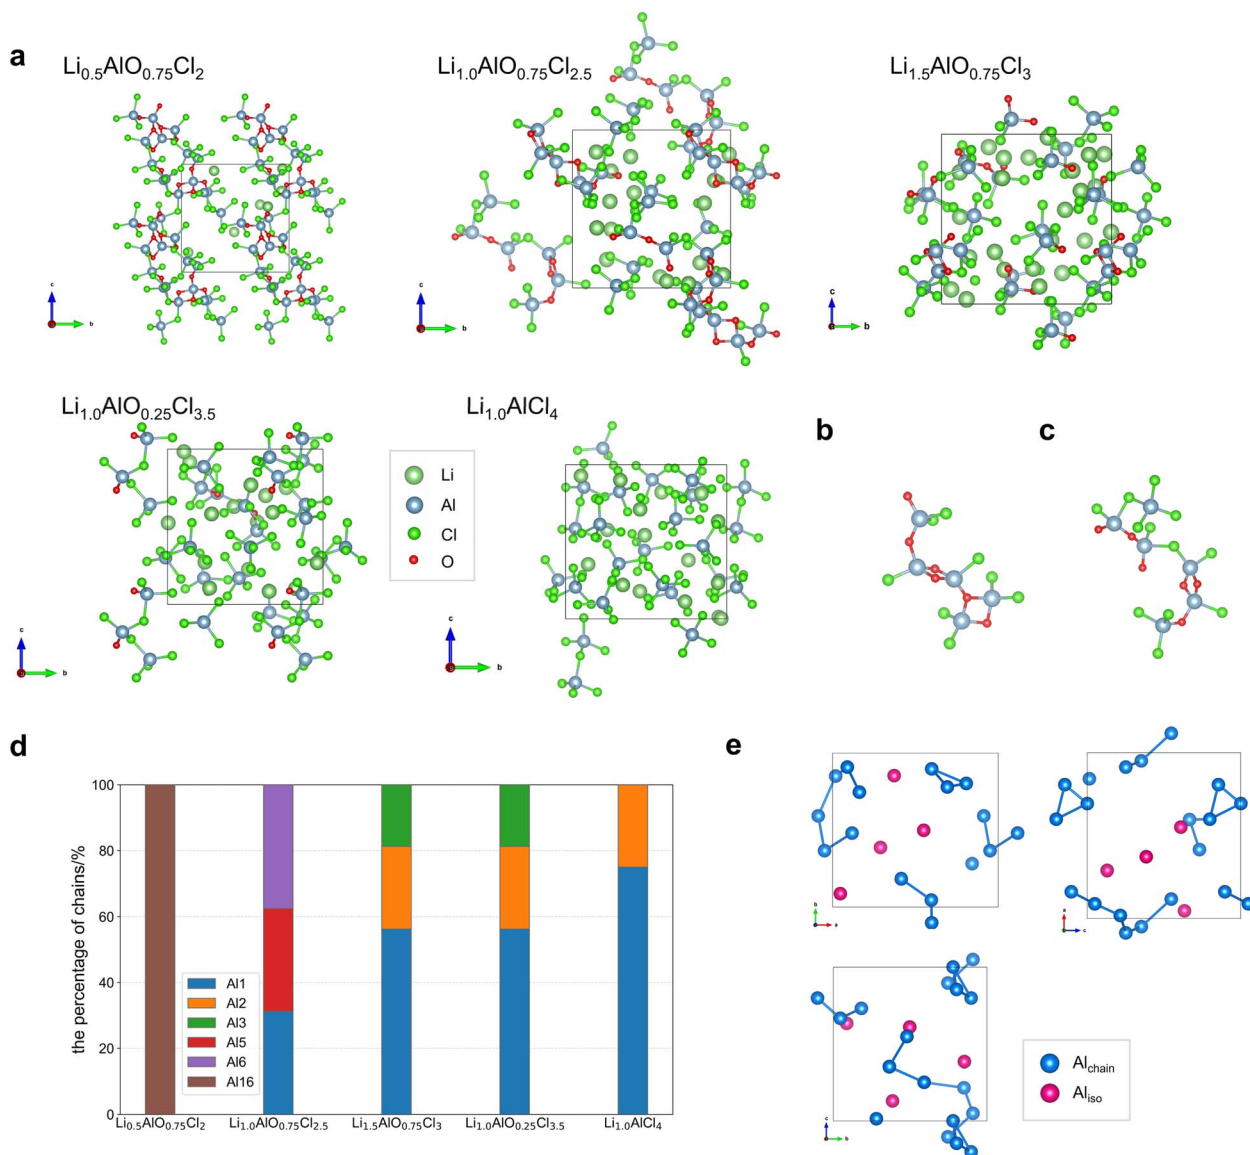 a
Li0.5AlO0.75Cl2
Li1.0AlO0.75Cl2.5
Li1.5AlO0.75Cl3
c
b
c
b
c
a
b
Li1.0AlO0.25Cl3.5
Li1.0AlCl4
Li
Al
Cl
O
c
b
c
b
b
c
d
the percentage of chains/%
100
80
60
40
20
0
Al1
Al2
Al3
Al5
Al6
Al16
Li0.5AlO0.75Cl2
Li1.0AlO0.75Cl2.5
Li1.5AlO0.75Cl3
Li1.0AlO0.25Cl3.5
Li1.0AlCl4
e
b
a
a
c
c
b
Alchain
Aliso